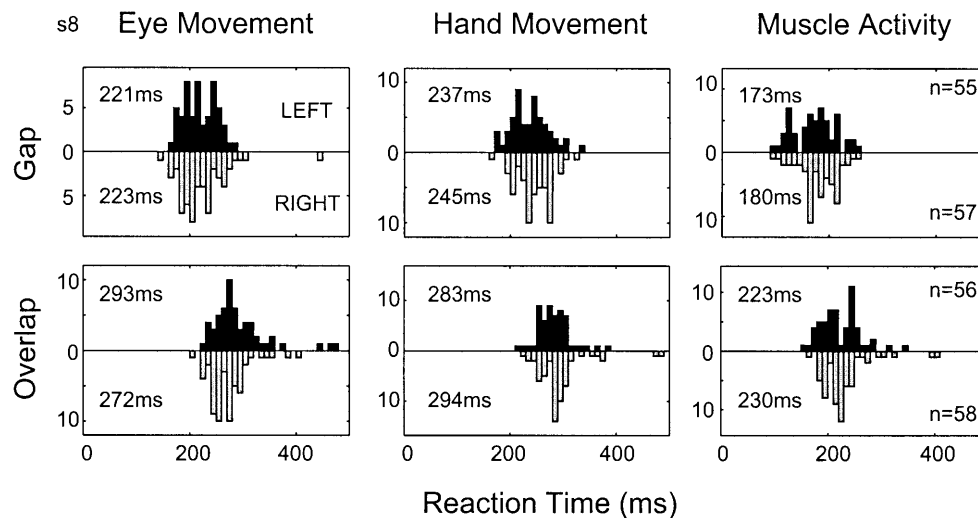 s8 Eye Movement Hand Movement Muscle Activity
Gap
5
0
5
221ms
LEFT
223ms
RIGHT
10
0
10
237ms
245ms
10
0
10
173ms
n=55
180ms
n=57
Overlap
10
0
10
293ms
272ms
10
0
10
283ms
294ms
10
0
10
223ms
n=56
230ms
n=58
0 200 400
0 200 400
0 200 400
Reaction Time (ms)